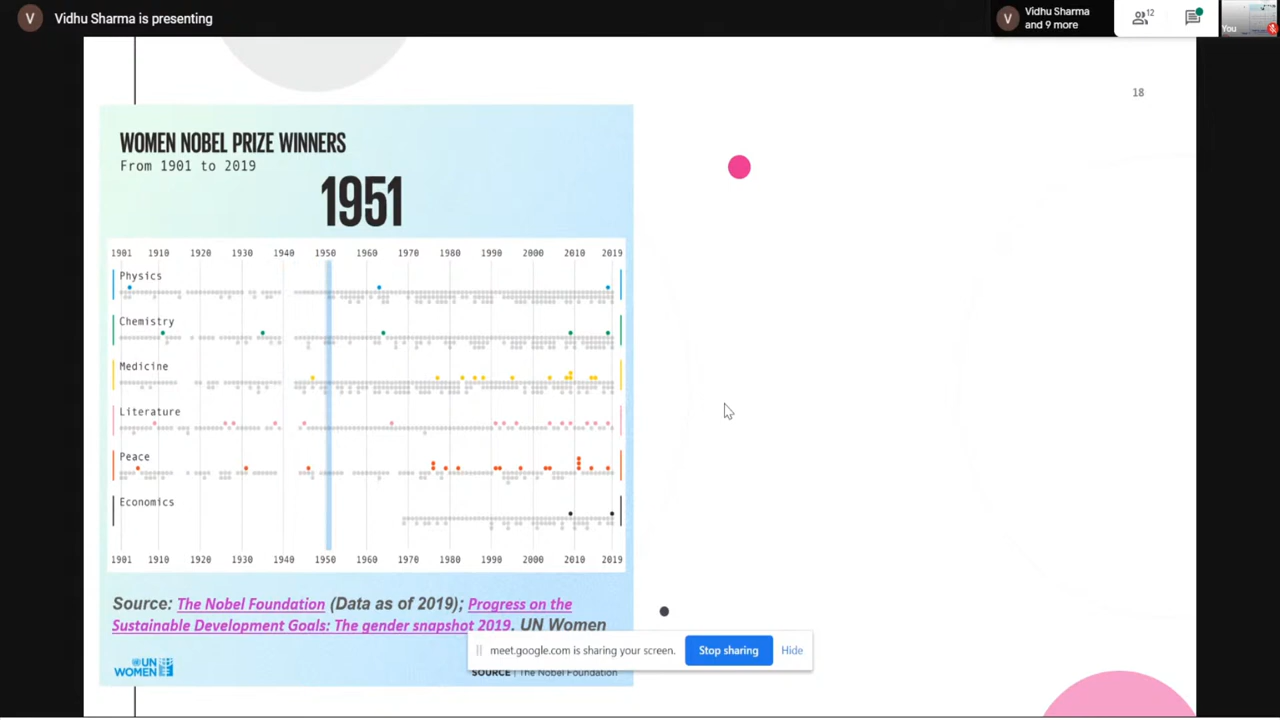 V Vidhu Sharma is presenting
V Vidhu Sharma
and 9 more
12
You
18
WOMEN NOBEL PRIZE WINNERS
From 1901 to 2019
1951
1901 1910 1920 1930 1940 1950 1960 1970 1980 1990 2000 2010 2019
Physics
Chemistry
Medicine
Literature
Peace
Economics
1901 1910 1920 1930 1940 1950 1960 1970 1980 1990 2000 2010 2019
Source: The Nobel Foundation (Data as of 2019); Progress on the
Sustainable Development Goals: The gender snapshot 2019. UN Women
meet.google.com is sharing your screen. Stop sharing Hide
UN
WOMEN
SOURCE | The Nobel Foundation